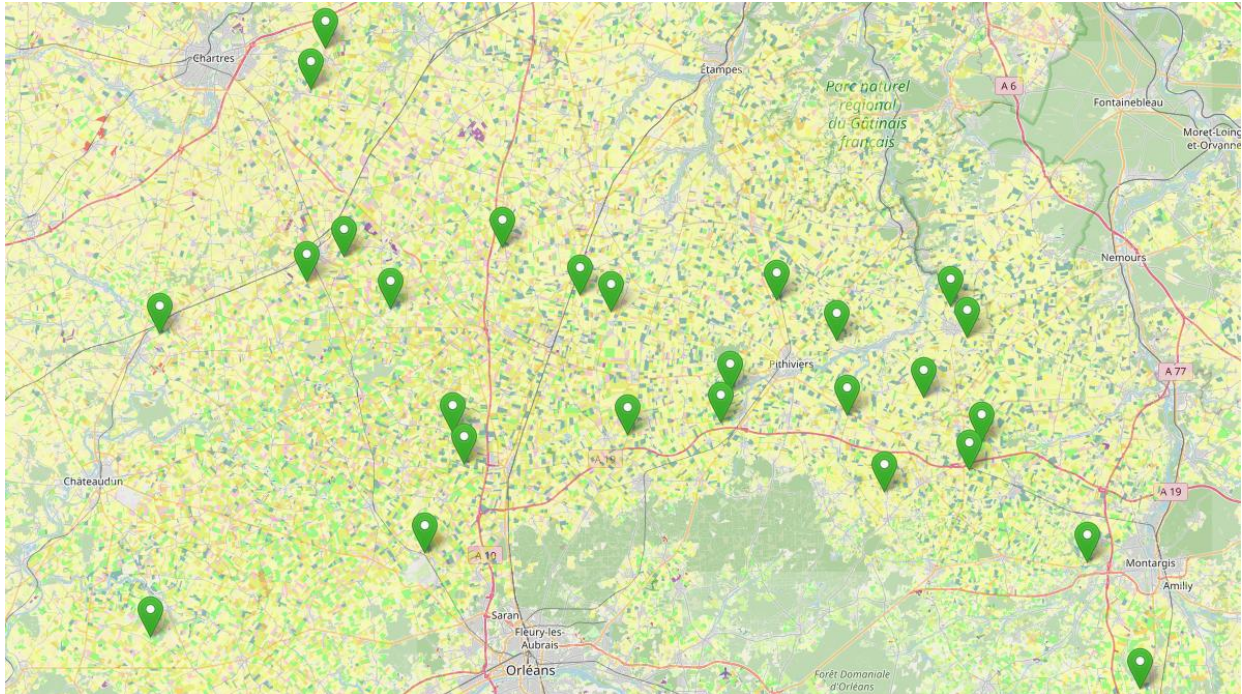 Chartres
Étampes
Parc naturel
régional
du Gâtinais
français
A 6
Fontainebleau
Moret-Loing-
et-Orvanne
Nemours
Pithiviers
A 77
A 19
Châteaudun
A 19
A 10
Montargis
Amilly
Saran
Fleury-les-
Aubrais
Orléans
Forêt Domaniale
d'Orléans